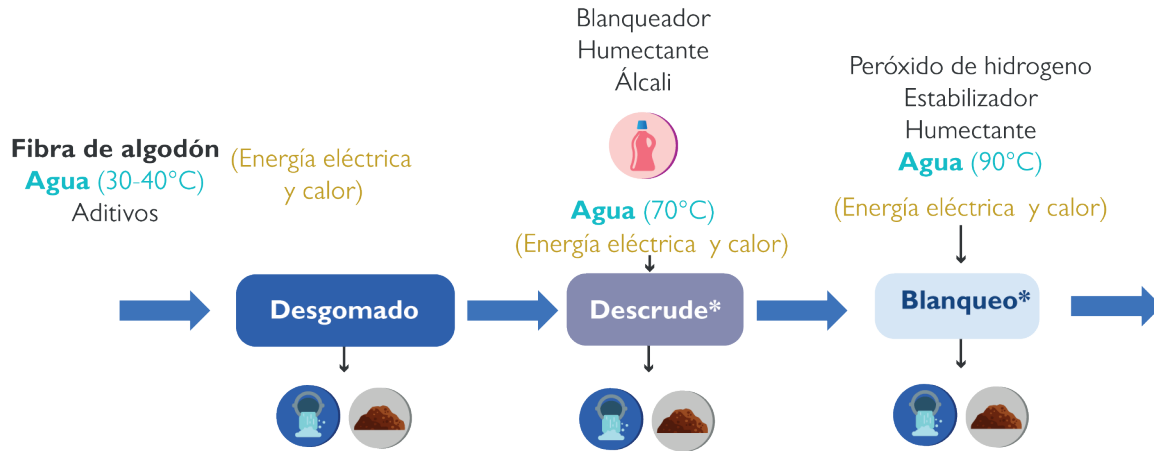 Fibra de algodón
Agua (30-40°C)
Aditivos
(Energía eléctrica
y calor)
Desgomado
Blanqueador
Humectante
Álcali
Agua (70°C)
(Energía eléctrica y calor)
Descrude*
Peróxido de hidrogeno
Estabilizador
Humectante
Agua (90°C)
(Energía eléctrica y calor)
Blanqueo*